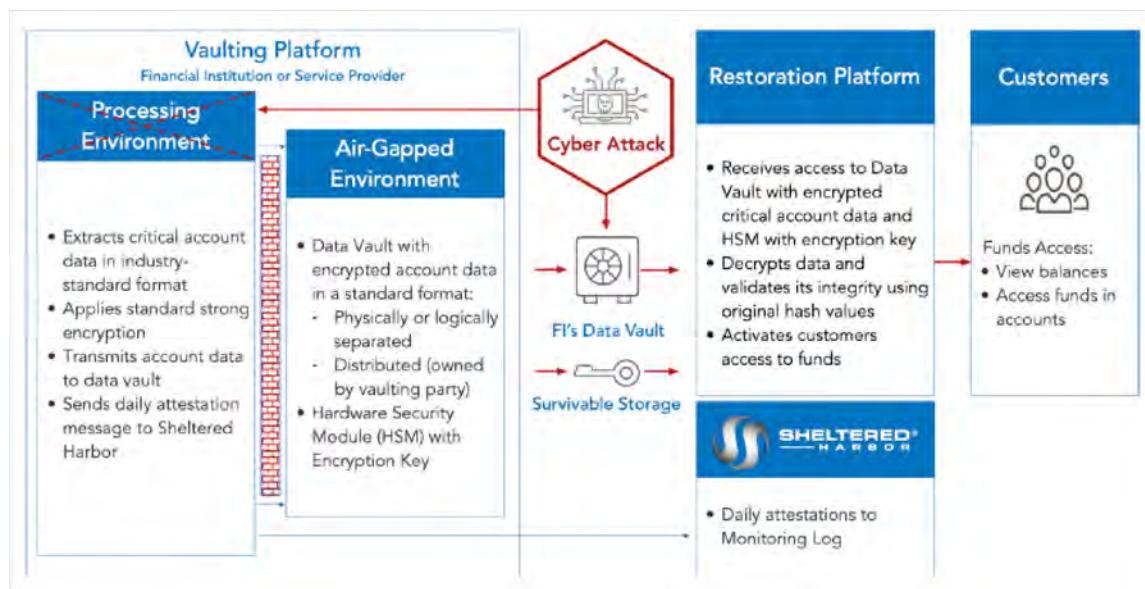 Vaulting Platform
Financial Institution or Service Provider
Processing
Environment
• Extracts critical account
data in industry-
standard format
• Applies standard strong
encryption
• Transmits account data
to data vault
• Sends daily attestation
message to Sheltered
Harbor
Air-Gapped
Environment
• Data Vault with
encrypted account data
in a standard format:
- Physically or logically
separated
- Distributed (owned
by vaulting party)
• Hardware Security
Module (HSM) with
Encryption Key
Cyber Attack
FI's Data Vault
Survivable Storage
Restoration Platform
• Receives access to Data
Vault with encrypted
critical account data and
HSM with encryption key
• Decrypts data and
validates its integrity using
original hash values
• Activates customers
access to funds
SHELTERED®
HARBOR
• Daily attestations to
Monitoring Log
Customers
Funds Access:
• View balances
• Access funds in
accounts